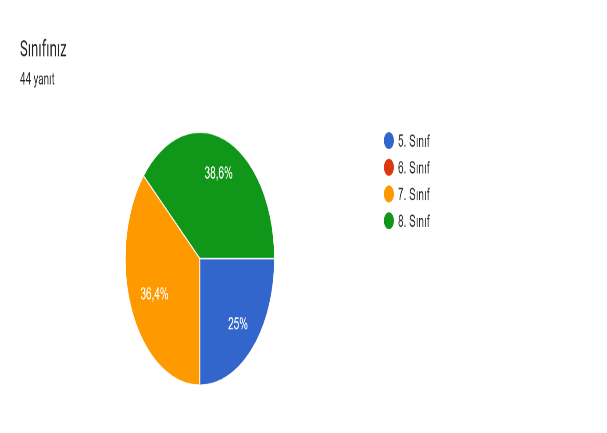 Sınıfınız
44 yanıt
38,6%
36,4%
25%
5. Sınıf
6. Sınıf
7. Sınıf
8. Sınıf